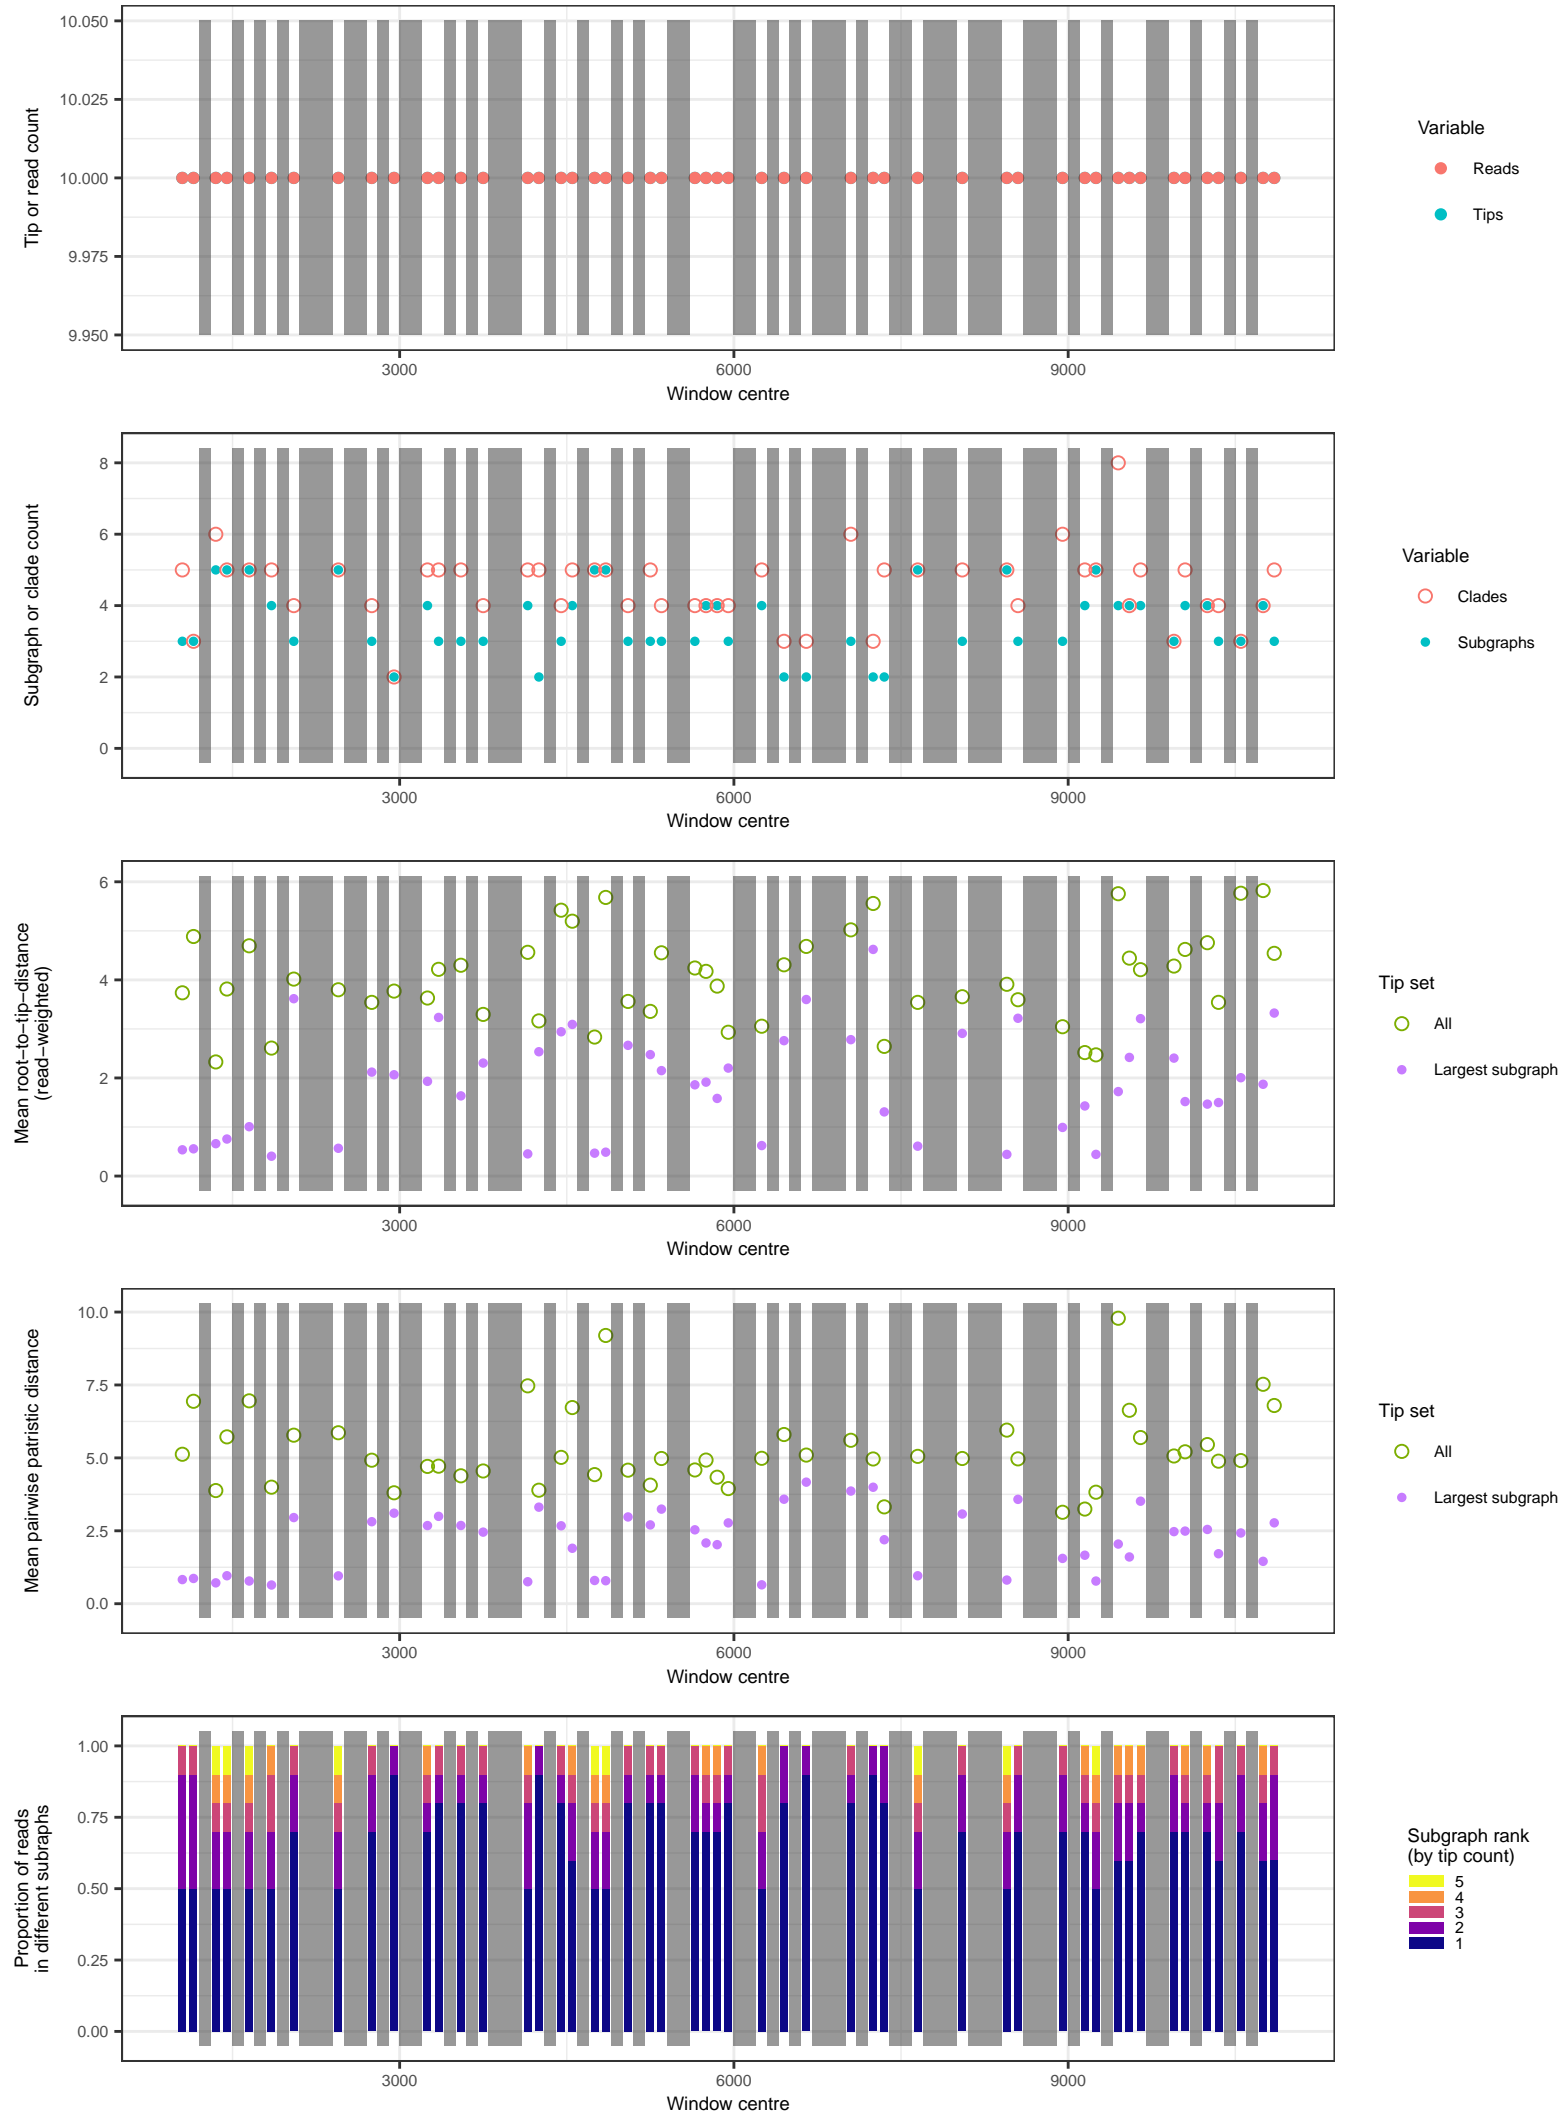 10.050
10.025
10.000
9.975
9.950
Tip or read count
3000
6000
9000
Window centre
Variable
Reads
Tips
8
6
4
2
0
Subgraph or clade count
3000
6000
9000
Window centre
Variable
Clades
Subgraphs
6
4
2
0
Mean root−to−tip−distance
(read−weighted)
3000
6000
9000
Window centre
Tip set
All
Largest subgraph
10.0
7.5
5.0
2.5
0.0
Mean pairwise patristic distance
3000
6000
9000
Window centre
Tip set
All
Largest subgraph
1.00
0.75
0.50
0.25
0.00
Proportion of reads
in different subraphs
3000
6000
9000
Window centre
Subgraph rank
(by tip count)
5
4
3
2
1